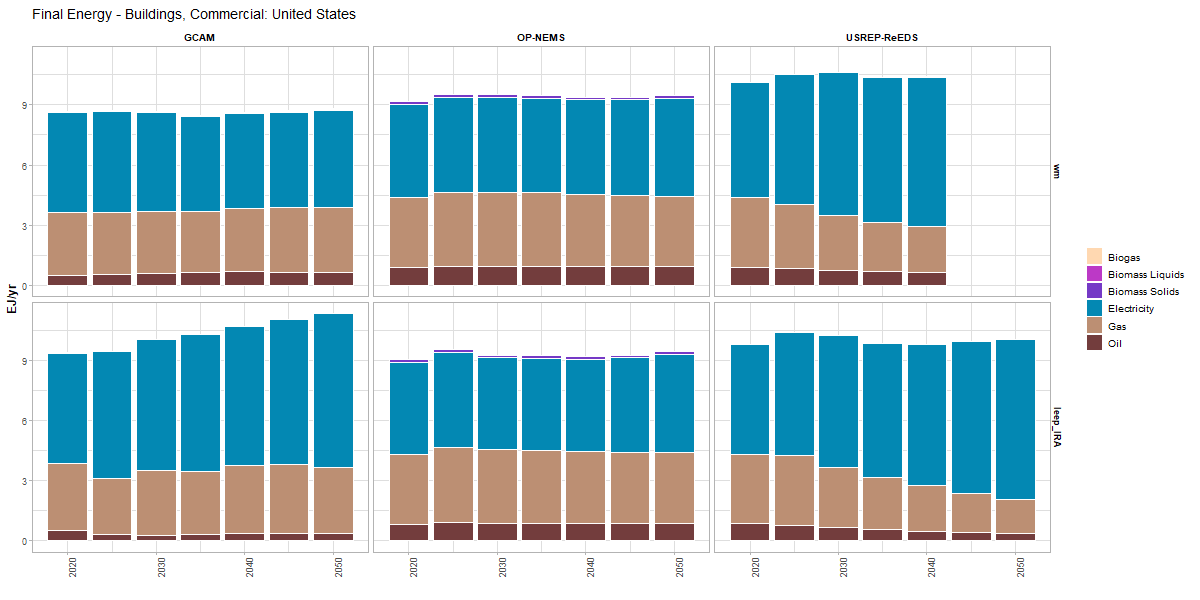 Final Energy - Buildings, Commercial: United States
GCAM
OP-NEMS
USREP-ReEDS
9
6
3
0
wm
EJ/yr
9
6
3
0
leep_IRA
2020
2030
2040
2050
2020
2030
2040
2050
2020
2030
2040
2050
Biogas
Biomass Liquids
Biomass Solids
Electricity
Gas
Oil